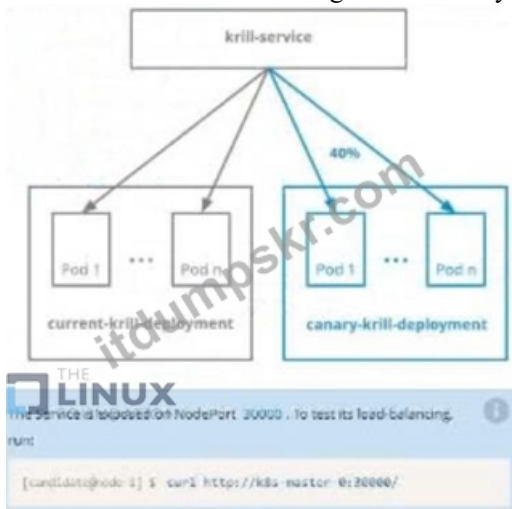 krill-service
40%
Pod 1 ... Pod n
Pod 1 ... Pod n
current-krill-deployment
canary-krill-deployment
itdumpskr.com
THE
LINUX
The Service is exposed on NodePort 30000 . To test its load-balancing,
run:
[candidate@node-1] $ curl http://k8s-master-0:30000/